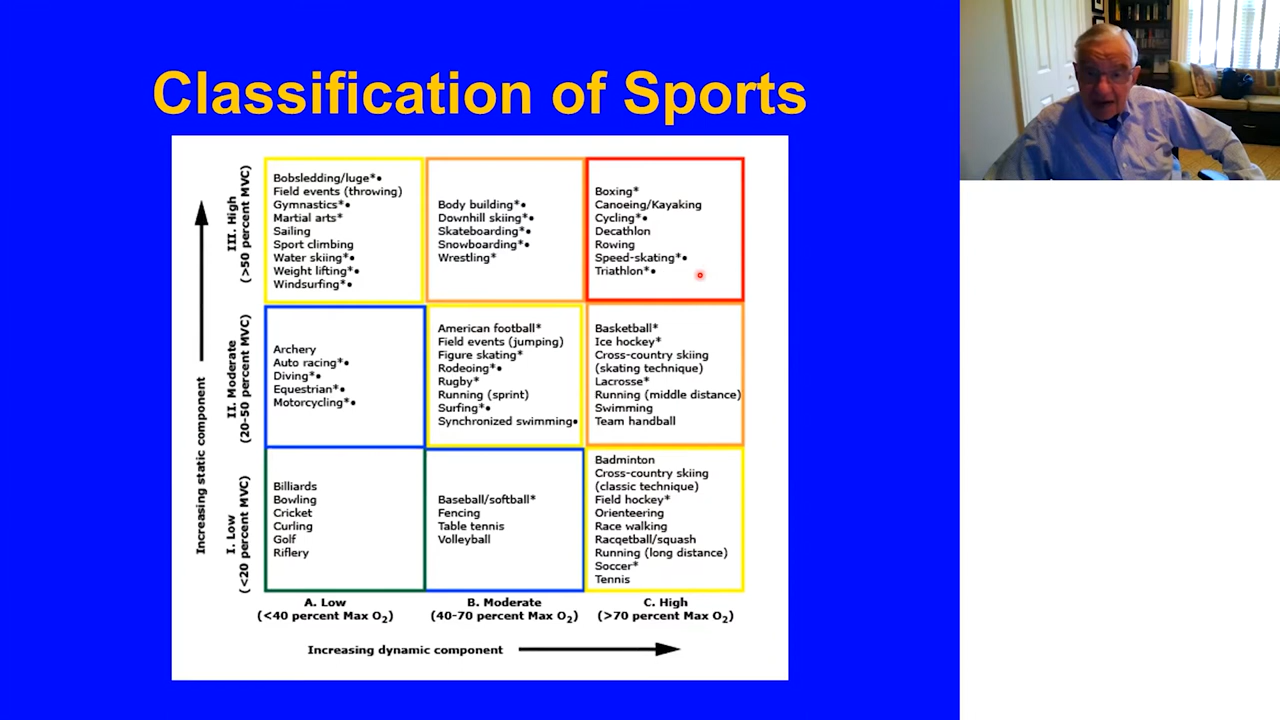 Classification of Sports
Increasing static component
III. High
(>50 percent MVC)
Bobsledding/luge*•
Field events (throwing)
Gymnastics*•
Martial arts*
Sailing
Sport climbing
Water skiing*•
Weight lifting*•
Windsurfing*•
Body building*•
Downhill skiing*•
Skateboarding*•
Snowboarding*•
Wrestling*
Boxing*
Canoeing/Kayaking
Cycling*•
Decathlon
Rowing
Speed-skating*•
Triathlon*•
II. Moderate
(20-50 percent MVC)
Archery
Auto racing*•
Diving*•
Equestrian*•
Motorcycling*•
American football*
Field events (jumping)
Figure skating*
Rodeoing*•
Rugby*
Running (sprint)
Surfing*•
Synchronized swimming•
Basketball*
Ice hockey*
Cross-country skiing
(skating technique)
Lacrosse*
Running (middle distance)
Swimming
Team handball
I. Low
(<20 percent MVC)
Billiards
Bowling
Cricket
Curling
Golf
Riflery
Baseball/softball*
Fencing
Table tennis
Volleyball
Badminton
Cross-country skiing
(classic technique)
Field hockey*
Orienteering
Race walking
Racqetball/squash
Running (long distance)
Soccer*
Tennis
A. Low
(<40 percent Max O2)
B. Moderate
(40-70 percent Max O2)
C. High
(>70 percent Max O2)
Increasing dynamic component